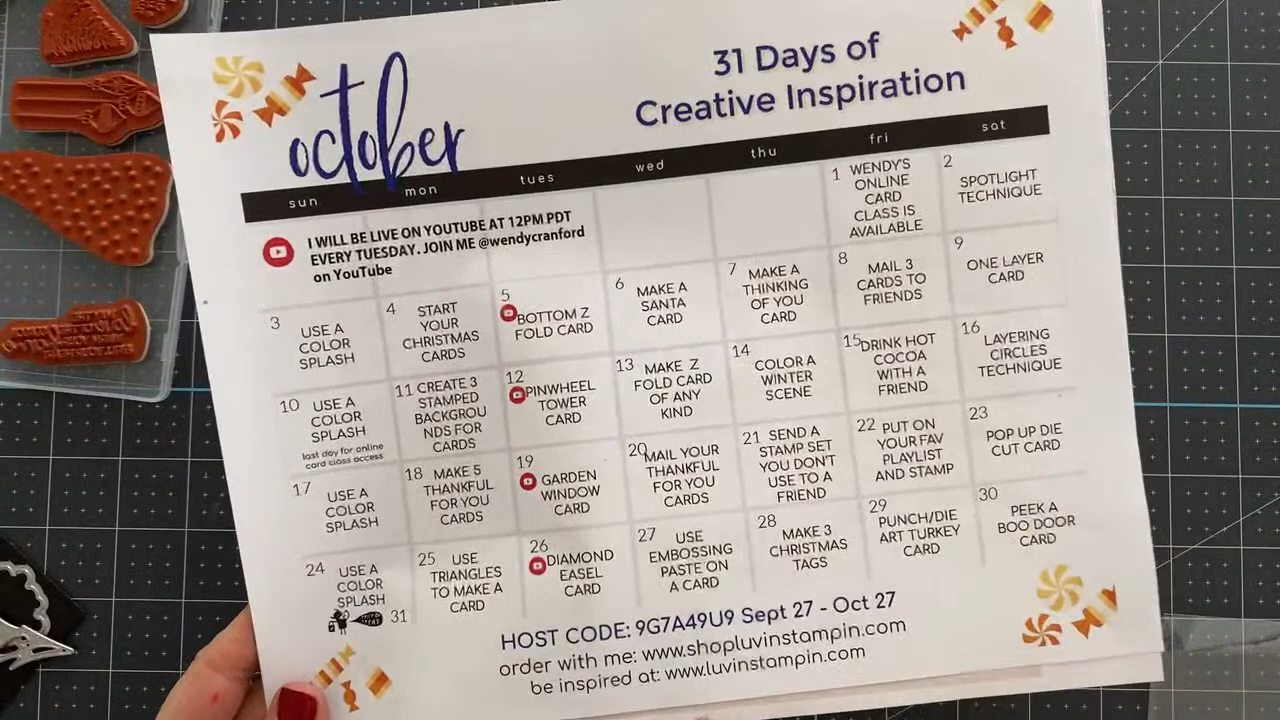 october
31 Days of
Creative Inspiration
sun
mon
tues
wed
thu
fri
sat
I WILL BE LIVE ON YOUTUBE AT 12PM PDT
EVERY TUESDAY. JOIN ME @wendycranford
on YouTube
1 WENDY'S
ONLINE
CARD
CLASS IS
AVAILABLE
2
SPOTLIGHT
TECHNIQUE
3
USE A
COLOR
SPLASH
4
START
YOUR
CHRISTMAS
CARDS
5
BOTTOM Z
FOLD CARD
6
MAKE A
SANTA
CARD
7
MAKE A
THINKING
OF YOU
CARD
8
MAIL 3
CARDS TO
FRIENDS
9
ONE LAYER
CARD
10
USE A
COLOR
SPLASH
last day for online
card class access
11 CREATE 3
STAMPED
BACKGROU
NDS FOR
CARDS
12
PINWHEEL
TOWER
CARD
13
MAKE Z
FOLD CARD
OF ANY
KIND
14
COLOR A
WINTER
SCENE
15 DRINK HOT
COCOA
WITH A
FRIEND
16
LAYERING
CIRCLES
TECHNIQUE
17
USE A
COLOR
SPLASH
18
MAKE 5
THANKFUL
FOR YOU
CARDS
19
GARDEN
WINDOW
CARD
20 MAIL YOUR
THANKFUL
FOR YOU
CARDS
21 SEND A
STAMP SET
YOU DON'T
USE TO A
FRIEND
22 PUT ON
YOUR FAV
PLAYLIST
AND STAMP
23
POP UP DIE
CUT CARD
24
USE A
COLOR
SPLASH
31
25 USE
TRIANGLES
TO MAKE A
CARD
26
DIAMOND
EASEL
CARD
27 USE
EMBOSSING
PASTE ON
A CARD
28
MAKE 3
CHRISTMAS
TAGS
29
PUNCH/DIE
ART TURKEY
CARD
30
PEEK A
BOO DOOR
CARD
HOST CODE: 9G7A49U9 Sept 27 - Oct 27
order with me: www.shopluvinstampin.com
be inspired at: www.luvinstampin.com